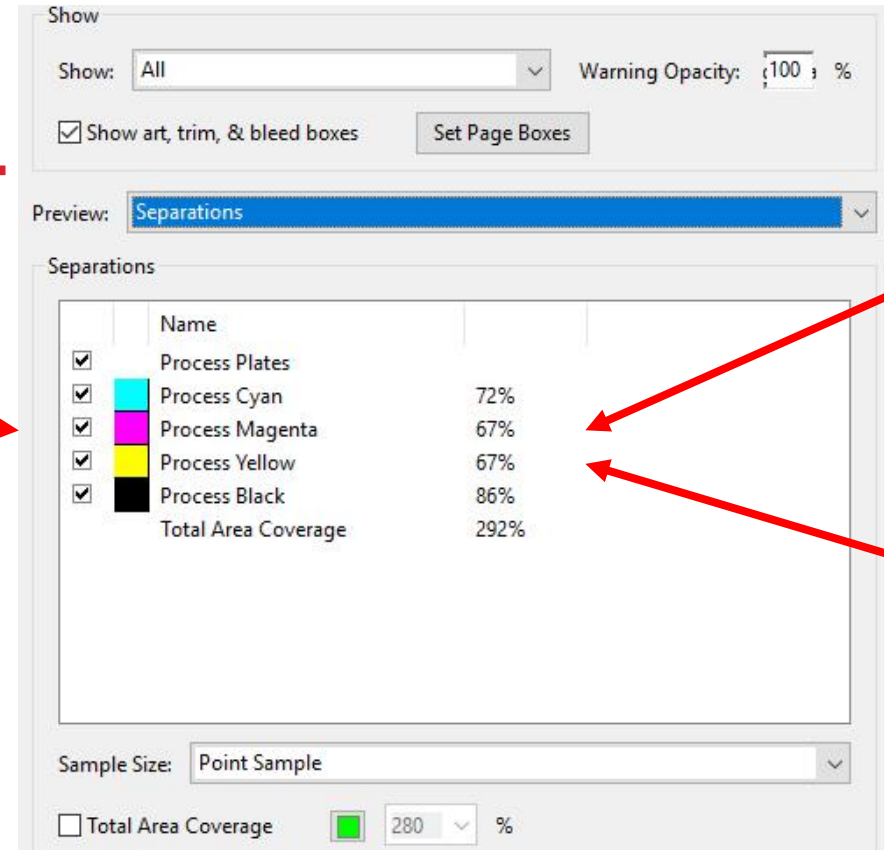 Show
Show: All Warning Opacity: 100 %
Show art, trim, & bleed boxes Set Page Boxes
Preview: Separations
Separations
Name
Process Plates
Process Cyan 72%
Process Magenta 67%
Process Yellow 67%
Process Black 86%
Total Area Coverage 292%
Sample Size: Point Sample
Total Area Coverage 280 %